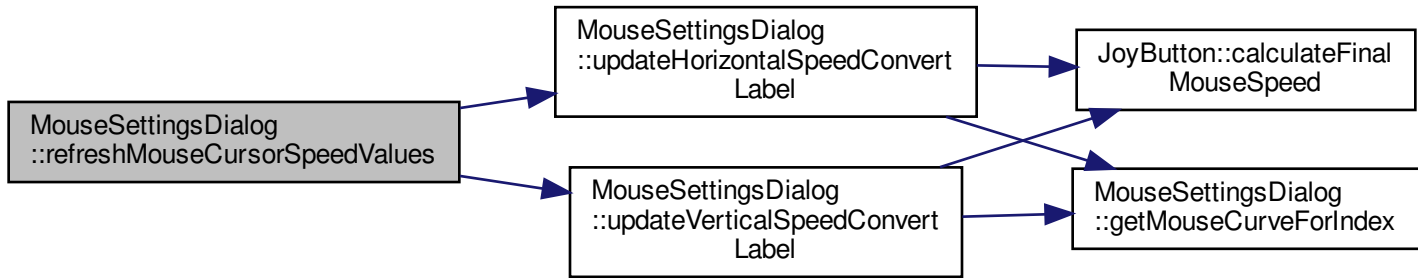 MouseSettingsDialog
::refreshMouseCursorSpeedValues
MouseSettingsDialog
::updateHorizontalSpeedConvert
Label
MouseSettingsDialog
::updateVerticalSpeedConvert
Label
JoyButton::calculateFinal
MouseSpeed
MouseSettingsDialog
::getMouseCurveForIndex